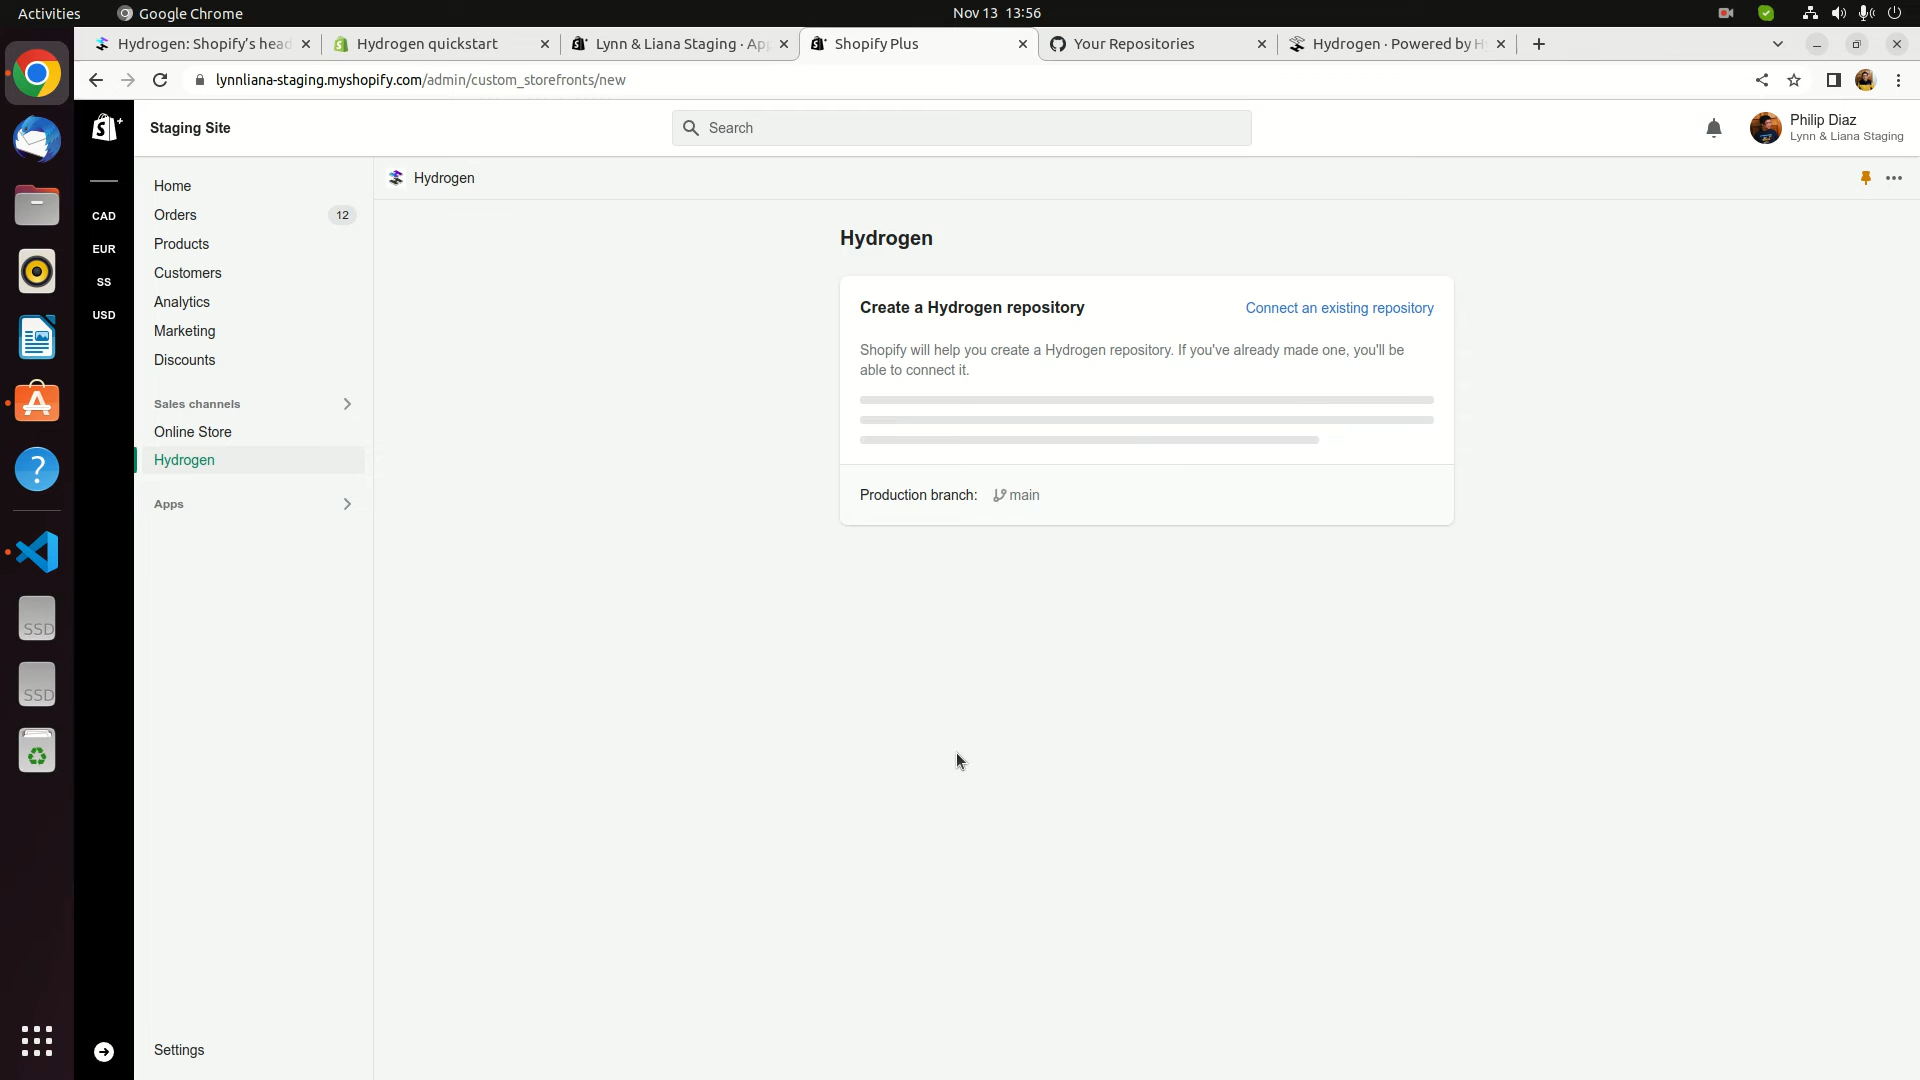 Activities
Google Chrome
Nov 13 13:56
Hydrogen: Shopify's head
Hydrogen quickstart
Lynn & Liana Staging · Ap
Shopify Plus
Your Repositories
Hydrogen · Powered by H
lynnliana-staging.myshopify.com/admin/custom_storefronts/new
Staging Site
Search
Philip Diaz
Lynn & Liana Staging
CAD
EUR
SS
USD
Home
Orders
12
Products
Customers
Analytics
Marketing
Discounts
Sales channels
Online Store
Hydrogen
Apps
Settings
Hydrogen
Hydrogen
Create a Hydrogen repository
Connect an existing repository
Shopify will help you create a Hydrogen repository. If you've already made one, you'll be
able to connect it.
Production branch:
main
SSD
SSD